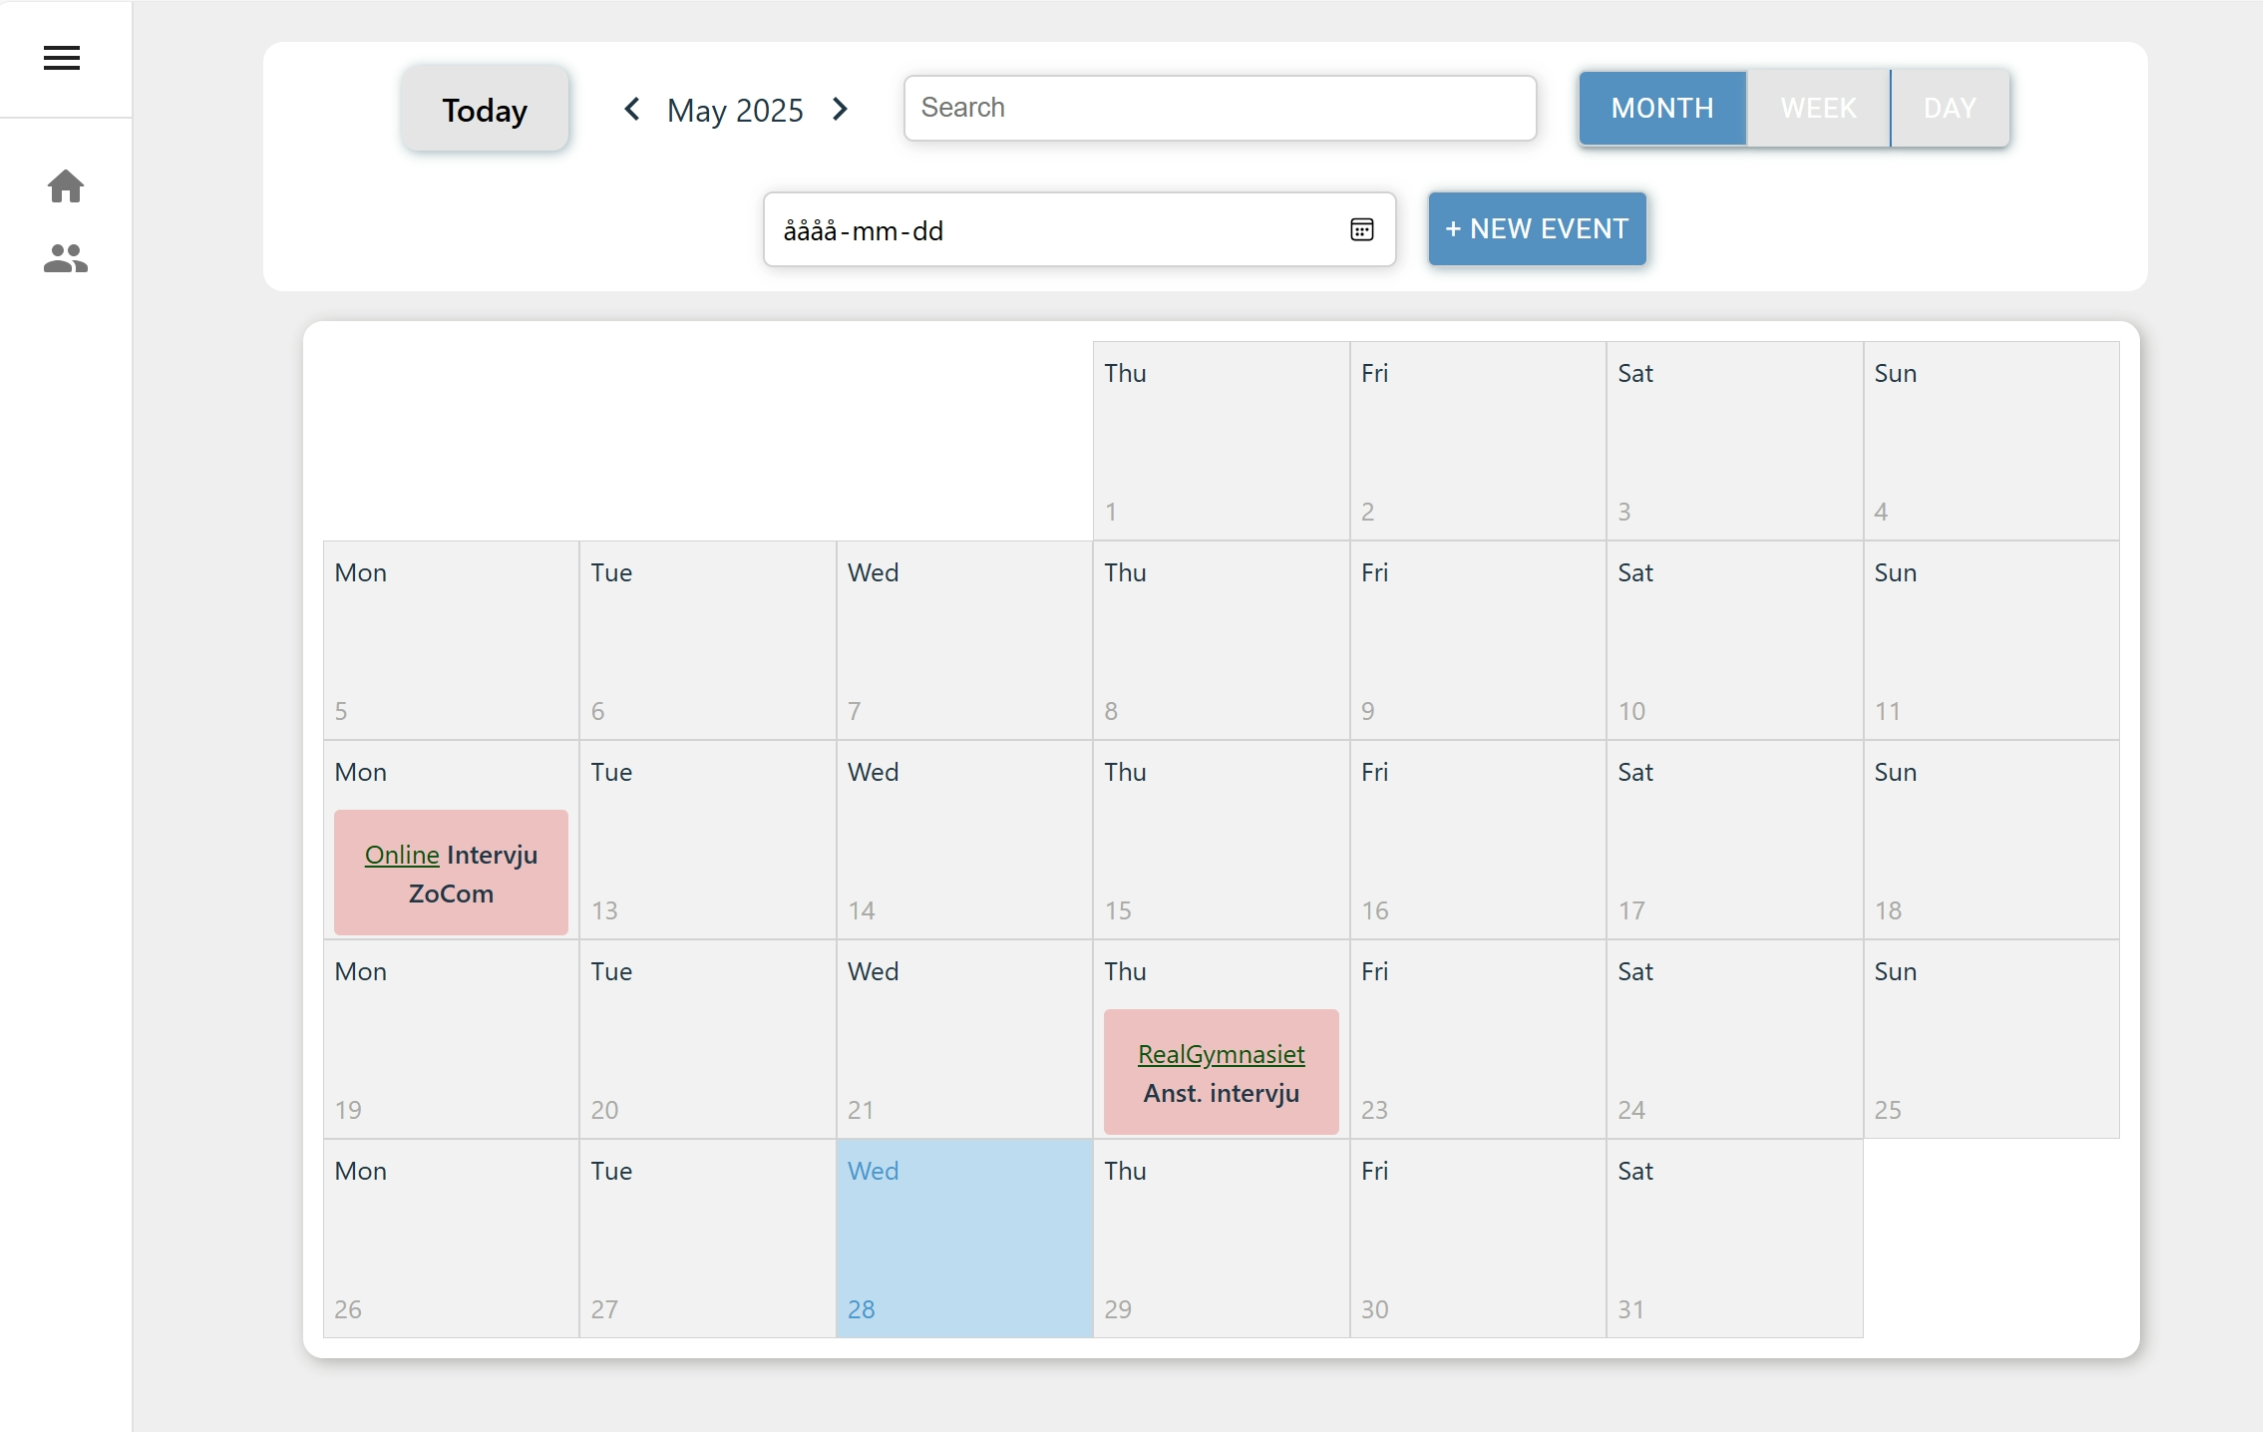 Today
May 2025
Search
MONTH
WEEK
DAY
åååå-mm-dd
+ NEW EVENT
Thu
Fri
Sat
Sun
1
2
3
4
Mon
Tue
Wed
Thu
Fri
Sat
Sun
5
6
7
8
9
10
11
Mon
Tue
Wed
Thu
Fri
Sat
Sun
Online Intervju
ZoCom
13
14
15
16
17
18
Mon
Tue
Wed
Thu
Fri
Sat
Sun
RealGymnasiet
Anst. intervju
19
20
21
23
24
25
Mon
Tue
Wed
Thu
Fri
Sat
26
27
28
29
30
31